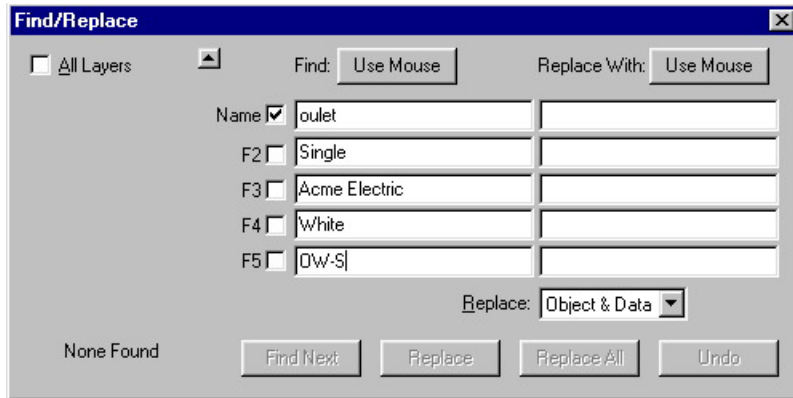 Find/Replace
All Layers Find: Use Mouse Replace With: Use Mouse
Name oulet
F2 Single
F3 Acme Electric
F4 White
F5 OW-S
Replace: Object & Data
None Found Find Next Replace Replace All Undo